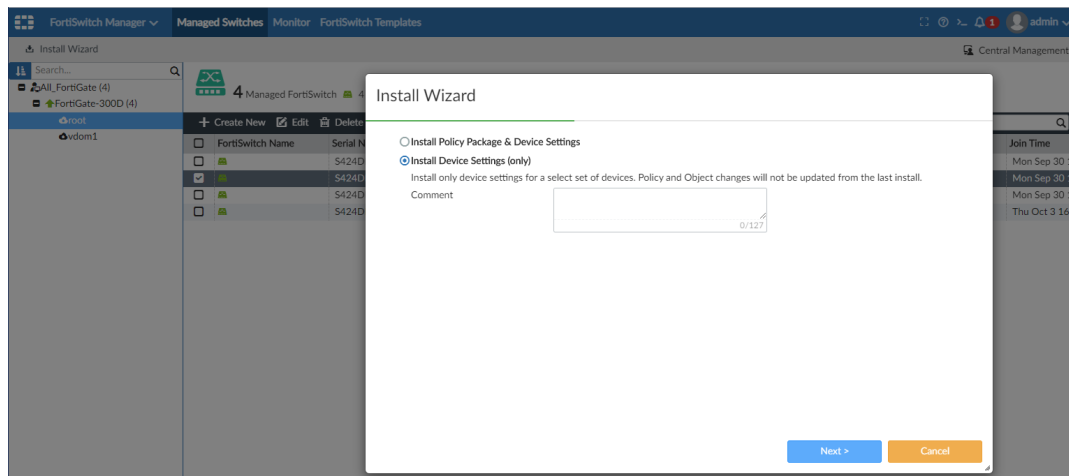 FortiSwitch Manager Managed Switches Monitor FortiSwitch Templates 1 admin
Install Wizard Central Management
Search...
All_FortiGate (4)
FortiGate-300D (4)
root
vdom1
4 Managed FortiSwitch 4
Create New Edit Delete
FortiSwitch Name Serial N Join Time
S424D Mon Sep 30
S424D Mon Sep 30
S424D Mon Sep 30
S424D Thu Oct 3 16
Install Wizard
Install Policy Package & Device Settings
Install Device Settings (only)
Install only device settings for a select set of devices. Policy and Object changes will not be updated from the last install.
Comment
0/127
Next >
Cancel